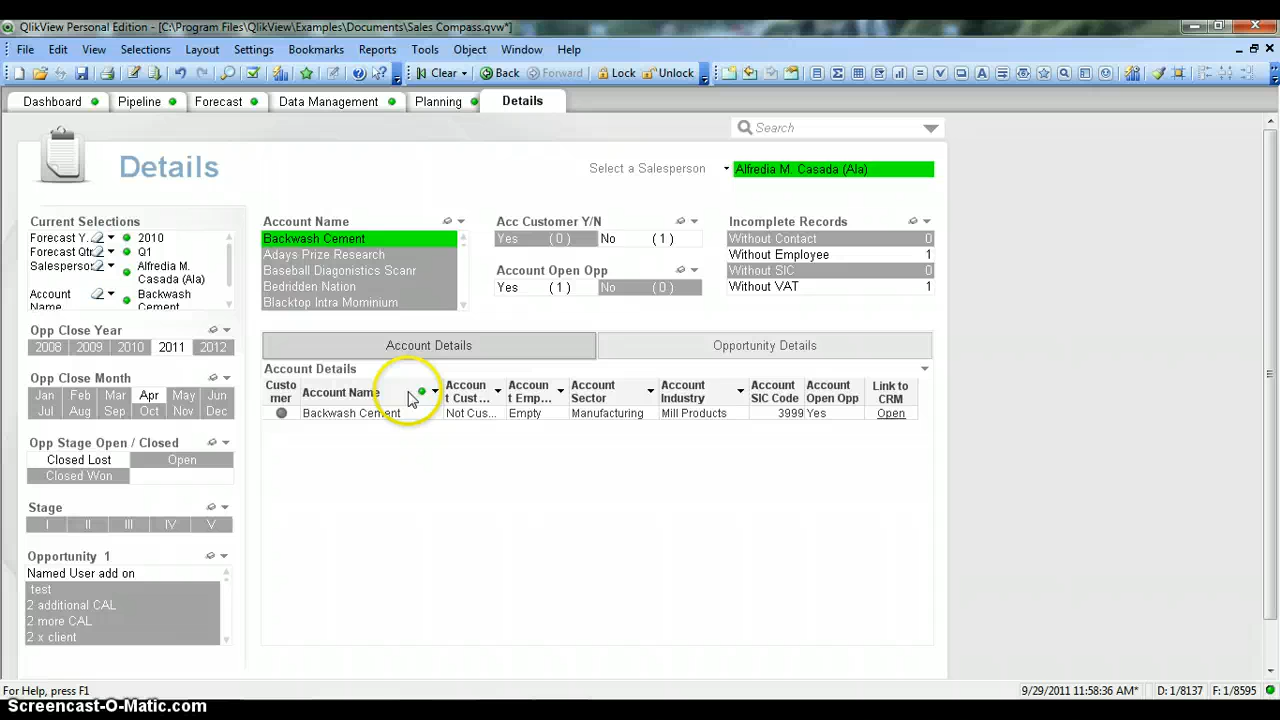 QlikView Personal Edition - [C:\Program Files\QlikView\Examples\Documents\Sales Compass.qvw*]
File Edit View Selections Layout Settings Bookmarks Reports Tools Object Window Help
Clear Back Forward Lock Unlock
Dashboard Pipeline Forecast Data Management Planning Details
Search
Details
Select a Salesperson Alfredia M. Casada (Ala)
Current Selections
Forecast Y. 2010
Forecast Qtr Q1
Salesperson Alfredia M.
Casada (Ala)
Account Backwash
Name Cement
Account Name
Backwash Cement
Adays Prize Research
Baseball Diagonistics Scanr
Bedridden Nation
Blacktop Intra Mominium
Acc Customer Y/N
Yes (0) No (1)
Account Open Opp
Yes (1) No (0)
Incomplete Records
Without Contact 0
Without Employee 1
Without SIC 0
Without VAT 1
Opp Close Year
2008 2009 2010 2011 2012
Opp Close Month
Jan Feb Mar Apr May Jun
Jul Aug Sep Oct Nov Dec
Opp Stage Open / Closed
Closed Lost Open
Closed Won
Stage
I II III IV V
Opportunity 1
Named User add on
test
2 additional CAL
2 more CAL
2 x client
Account Details Opportunity Details
Account Details
Custo Account Name Accoun Accoun Account Account Account Account Link to
mer t Cust... t Emp... Sector Industry SIC Code Open Opp CRM
Backwash Cement Not Cus... Empty Manufacturing Mill Products 3999 Yes Open
For Help, press F1 9/29/2011 11:58:36 AM* D: 1/8137 F: 1/8595
Screencast-O-Matic.com